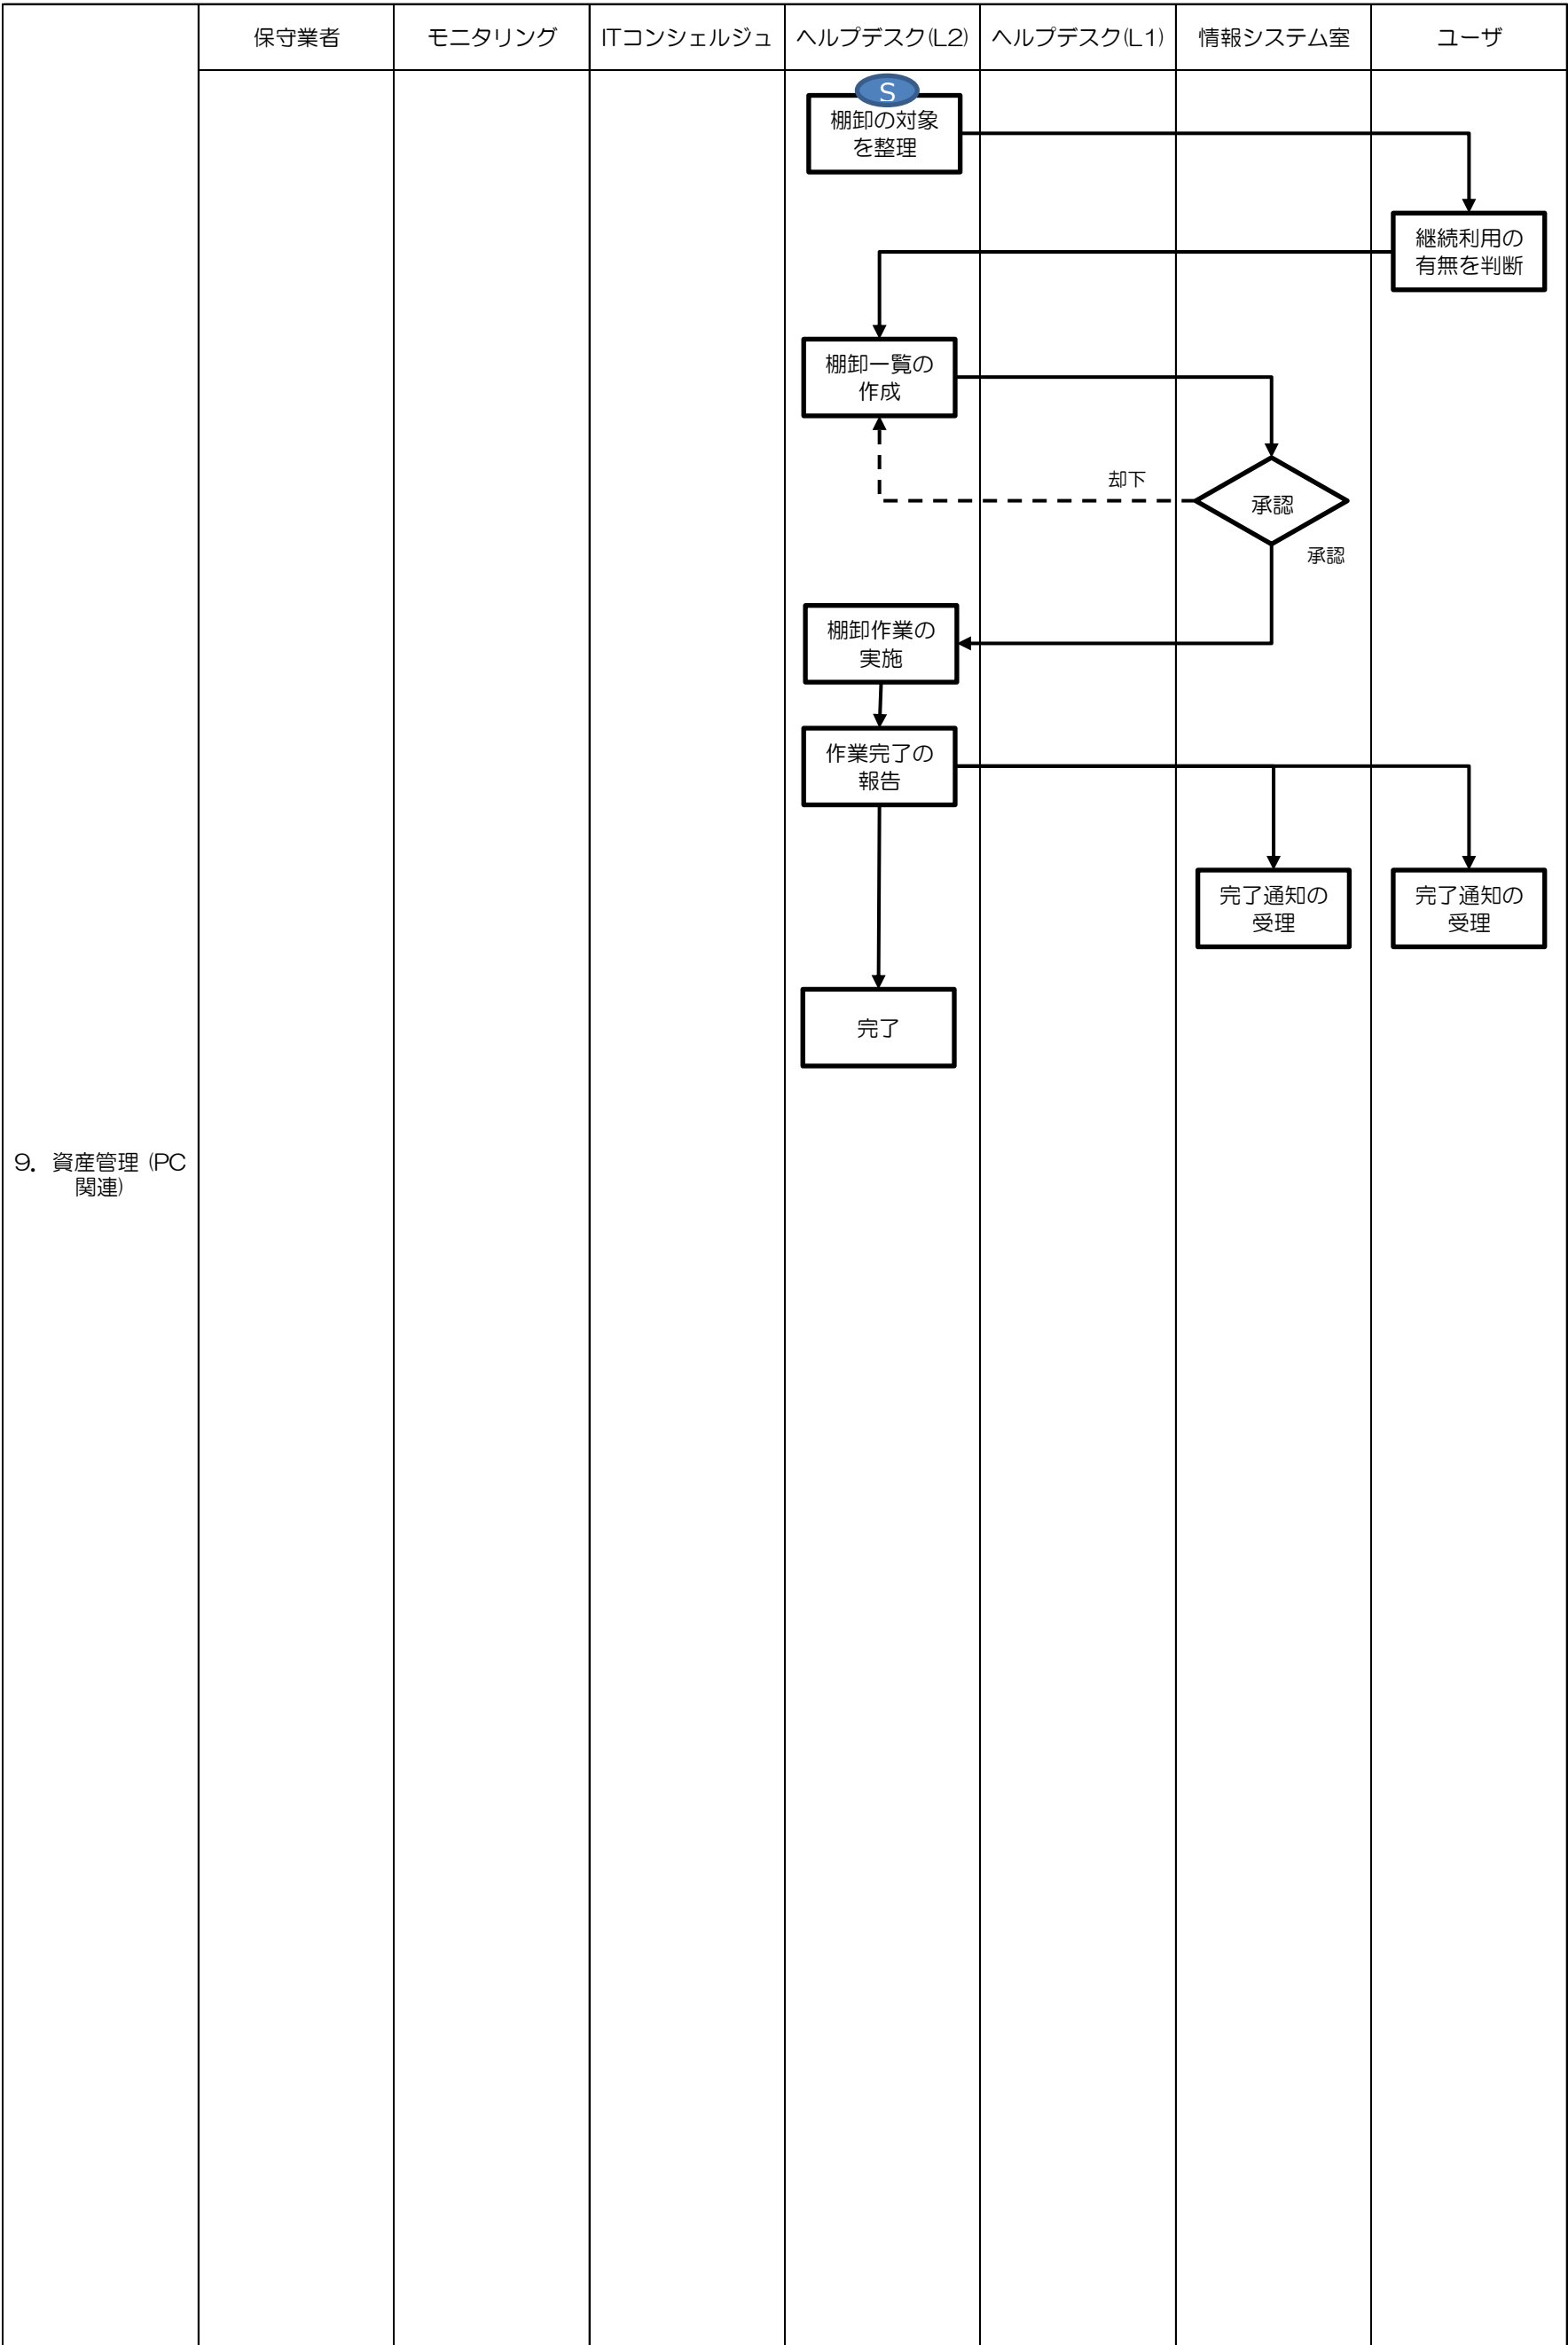 保守業者
モニタリング
ITコンシェルジュ
ヘルプデスク(L2)
ヘルプデスク(L1)
情報システム室
ユーザ
S
棚卸の対象
を整理
継続利用の
有無を判断
棚卸一覧の
作成
却下
承認
承認
棚卸作業の
実施
作業完了の
報告
完了通知の
受理
完了通知の
受理
完了
9. 資産管理 (PC
関連)